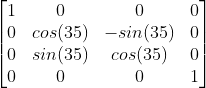 1 0 0 0
0 cos(35) -sin(35) 0
0 sin(35) cos(35) 0
0 0 0 1